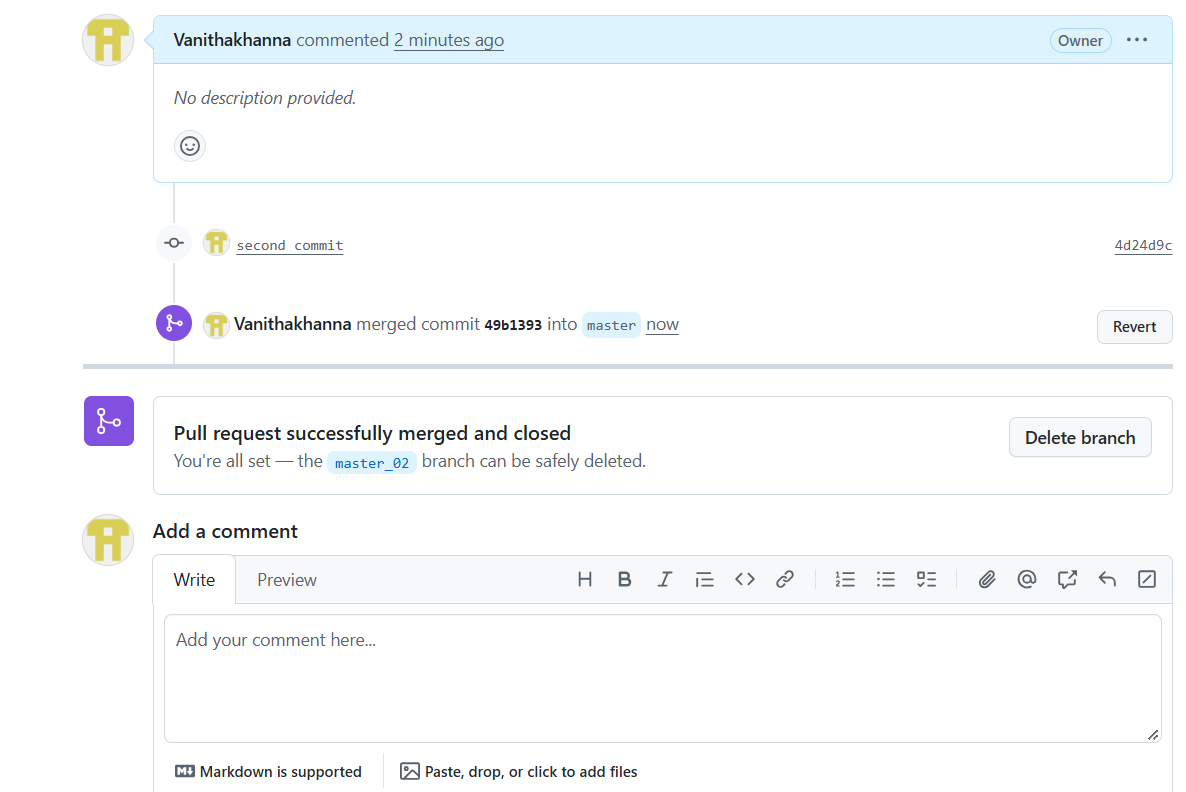 Vanithakhanna commented 2 minutes ago Owner
No description provided.
second commit 4d24d9c
Vanithakhanna merged commit 49b1393 into master now Revert
Pull request successfully merged and closed
You're all set — the master_02 branch can be safely deleted.
Delete branch
Add a comment
Write Preview
Add your comment here...
Markdown is supported Paste, drop, or click to add files